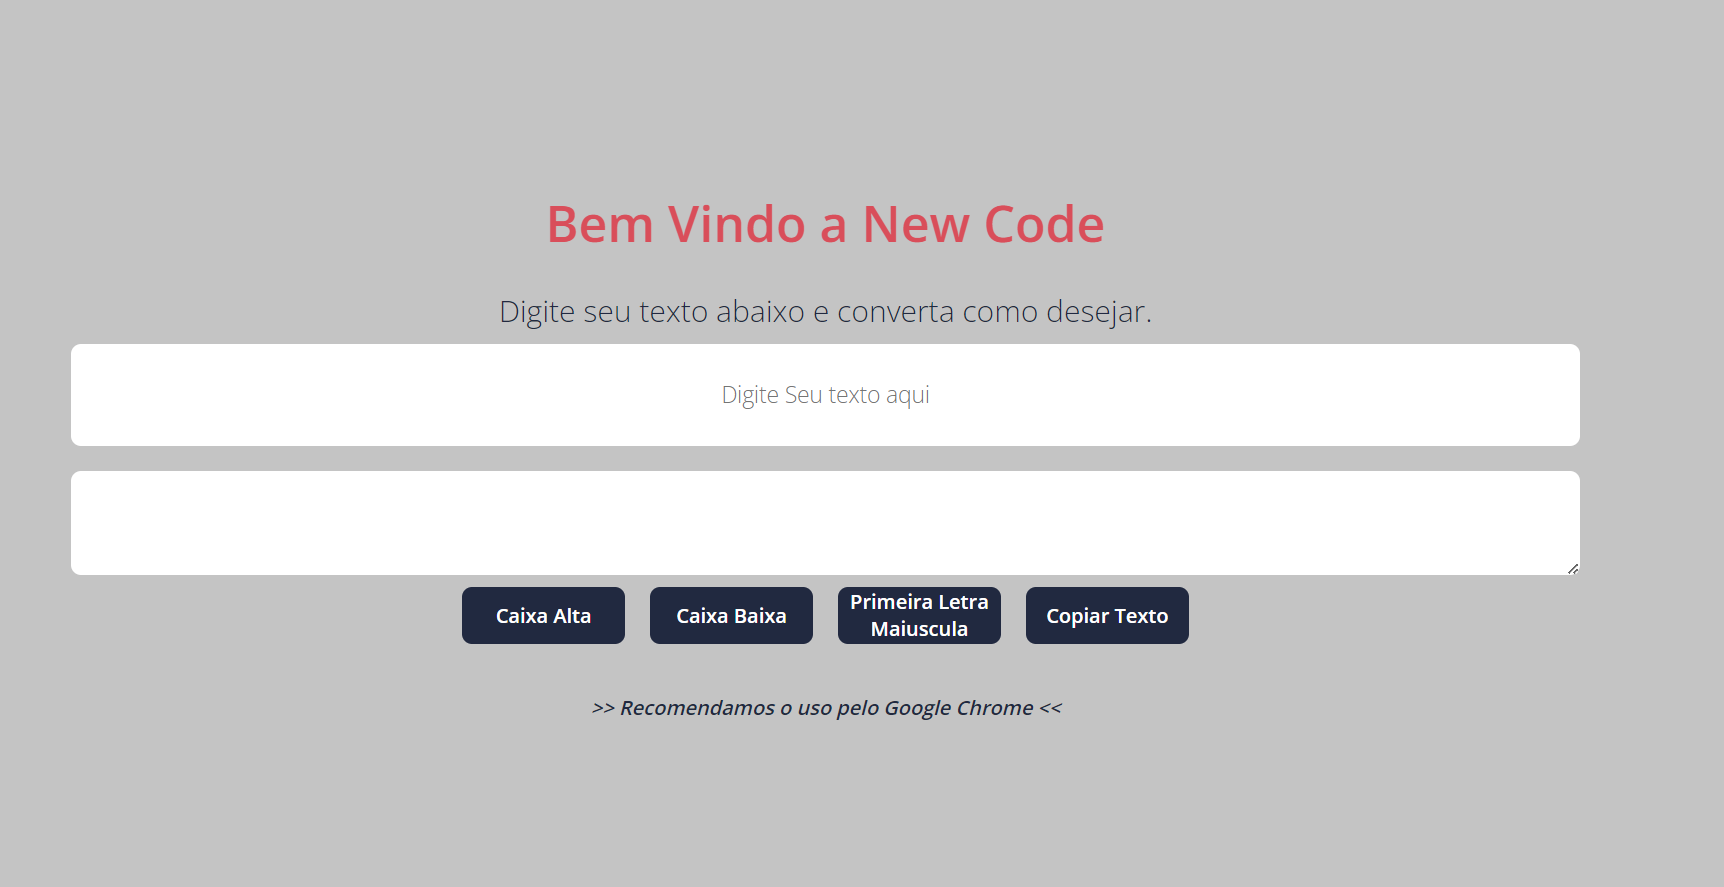 Bem Vindo a New Code
Digite seu texto abaixo e converta como desejar.
Digite Seu texto aqui
Caixa Alta
Caixa Baixa
Primeira Letra
Maiuscula
Copiar Texto
>> Recomendamos o uso pelo Google Chrome <<